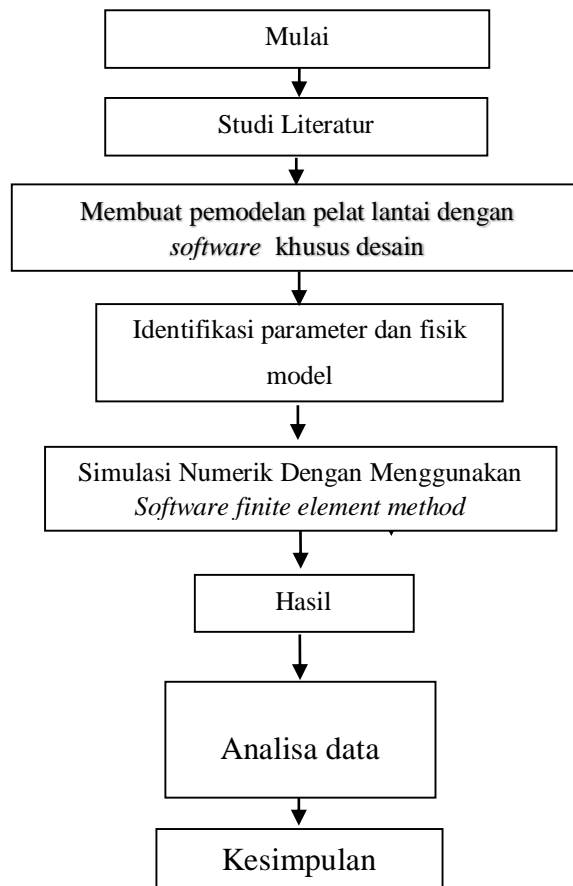 Mulai
Studi Literatur
Membuat pemodelan pelat lantai dengan
software khusus desain
Identifikasi parameter dan fisik
model
Simulasi Numerik Dengan Menggunakan
Software finite element method
Hasil
Analisa data
Kesimpulan